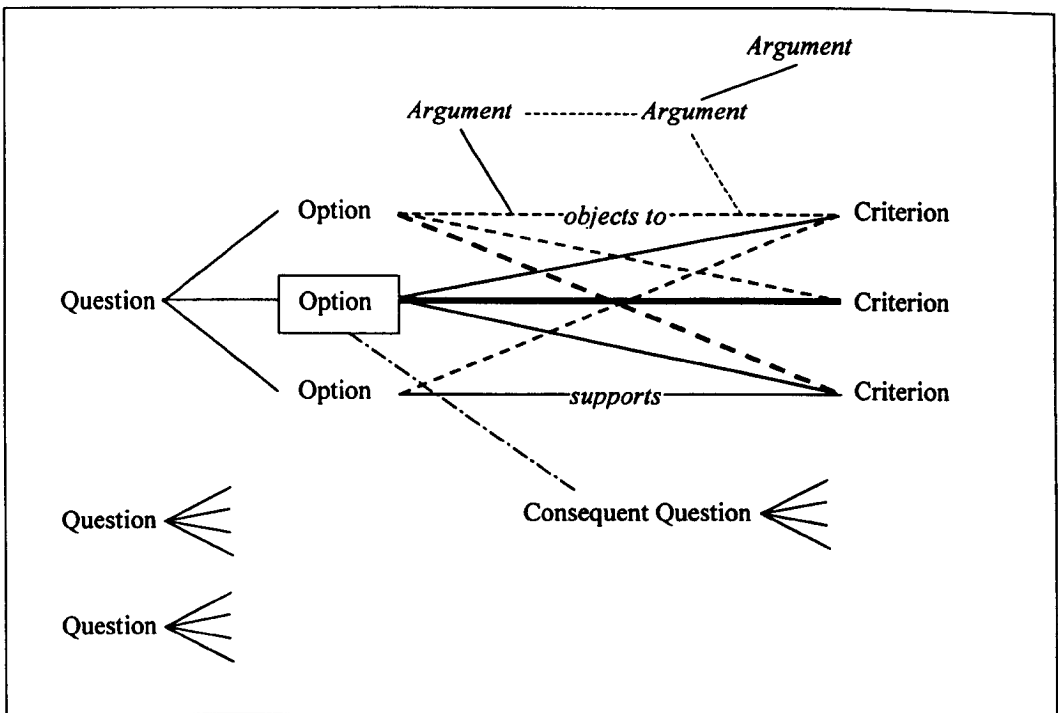 Argument
Argument Argument
Option objects to Criterion
Question Option Criterion
Option supports Criterion
Question Consequent Question
Question